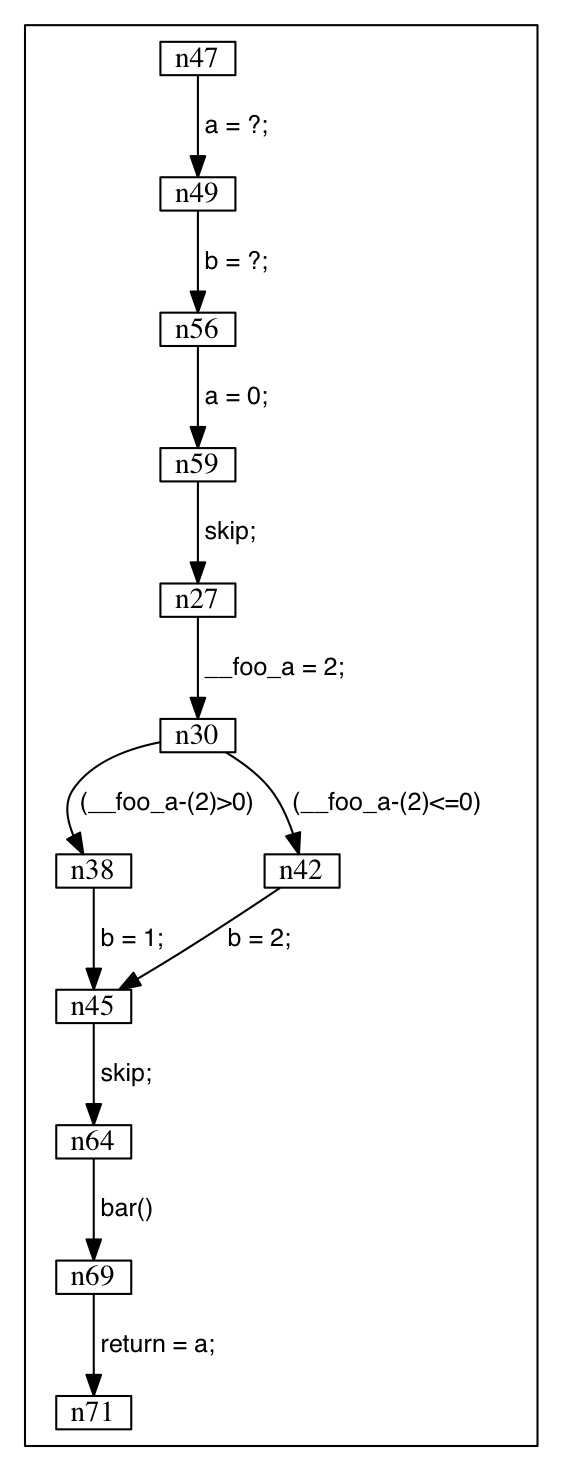 n47
a = ?;
n49
b = ?;
n56
a = 0;
n59
skip;
n27
__foo_a = 2;
n30
(__foo_a-(2)>0)
(__foo_a-(2)<=0)
n38
n42
b = 1;
b = 2;
n45
skip;
n64
bar()
n69
return = a;
n71